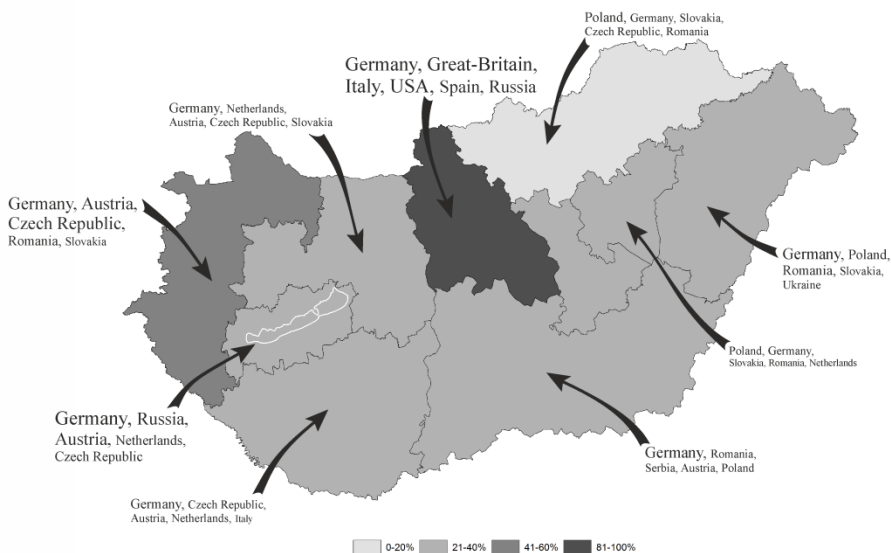 Poland, Germany, Slovakia,
Czech Republic, Romania
Germany, Great-Britain,
Italy, USA, Spain, Russia
Germany, Netherlands,
Austria, Czech Republic, Slovakia
Germany, Austria,
Czech Republic,
Romania, Slovakia
Germany, Poland,
Romania, Slovakia,
Ukraine
Poland, Germany,
Slovakia, Romania, Netherlands
Germany, Russia,
Austria, Netherlands,
Czech Republic
Germany, Romania,
Serbia, Austria, Poland
Germany, Czech Republic,
Austria, Netherlands, Italy
0-20%
21-40%
41-60%
81-100%